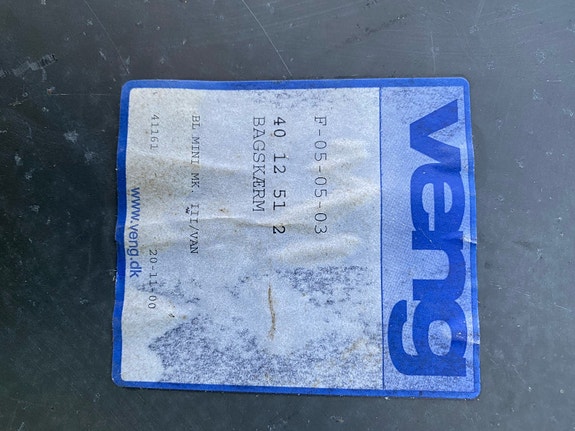 veng
F-05-05-03
40 12 51 2
BAGSKÆRM
BL MINI MK. III/VAN
41161 20-11-00
www.veng.dk